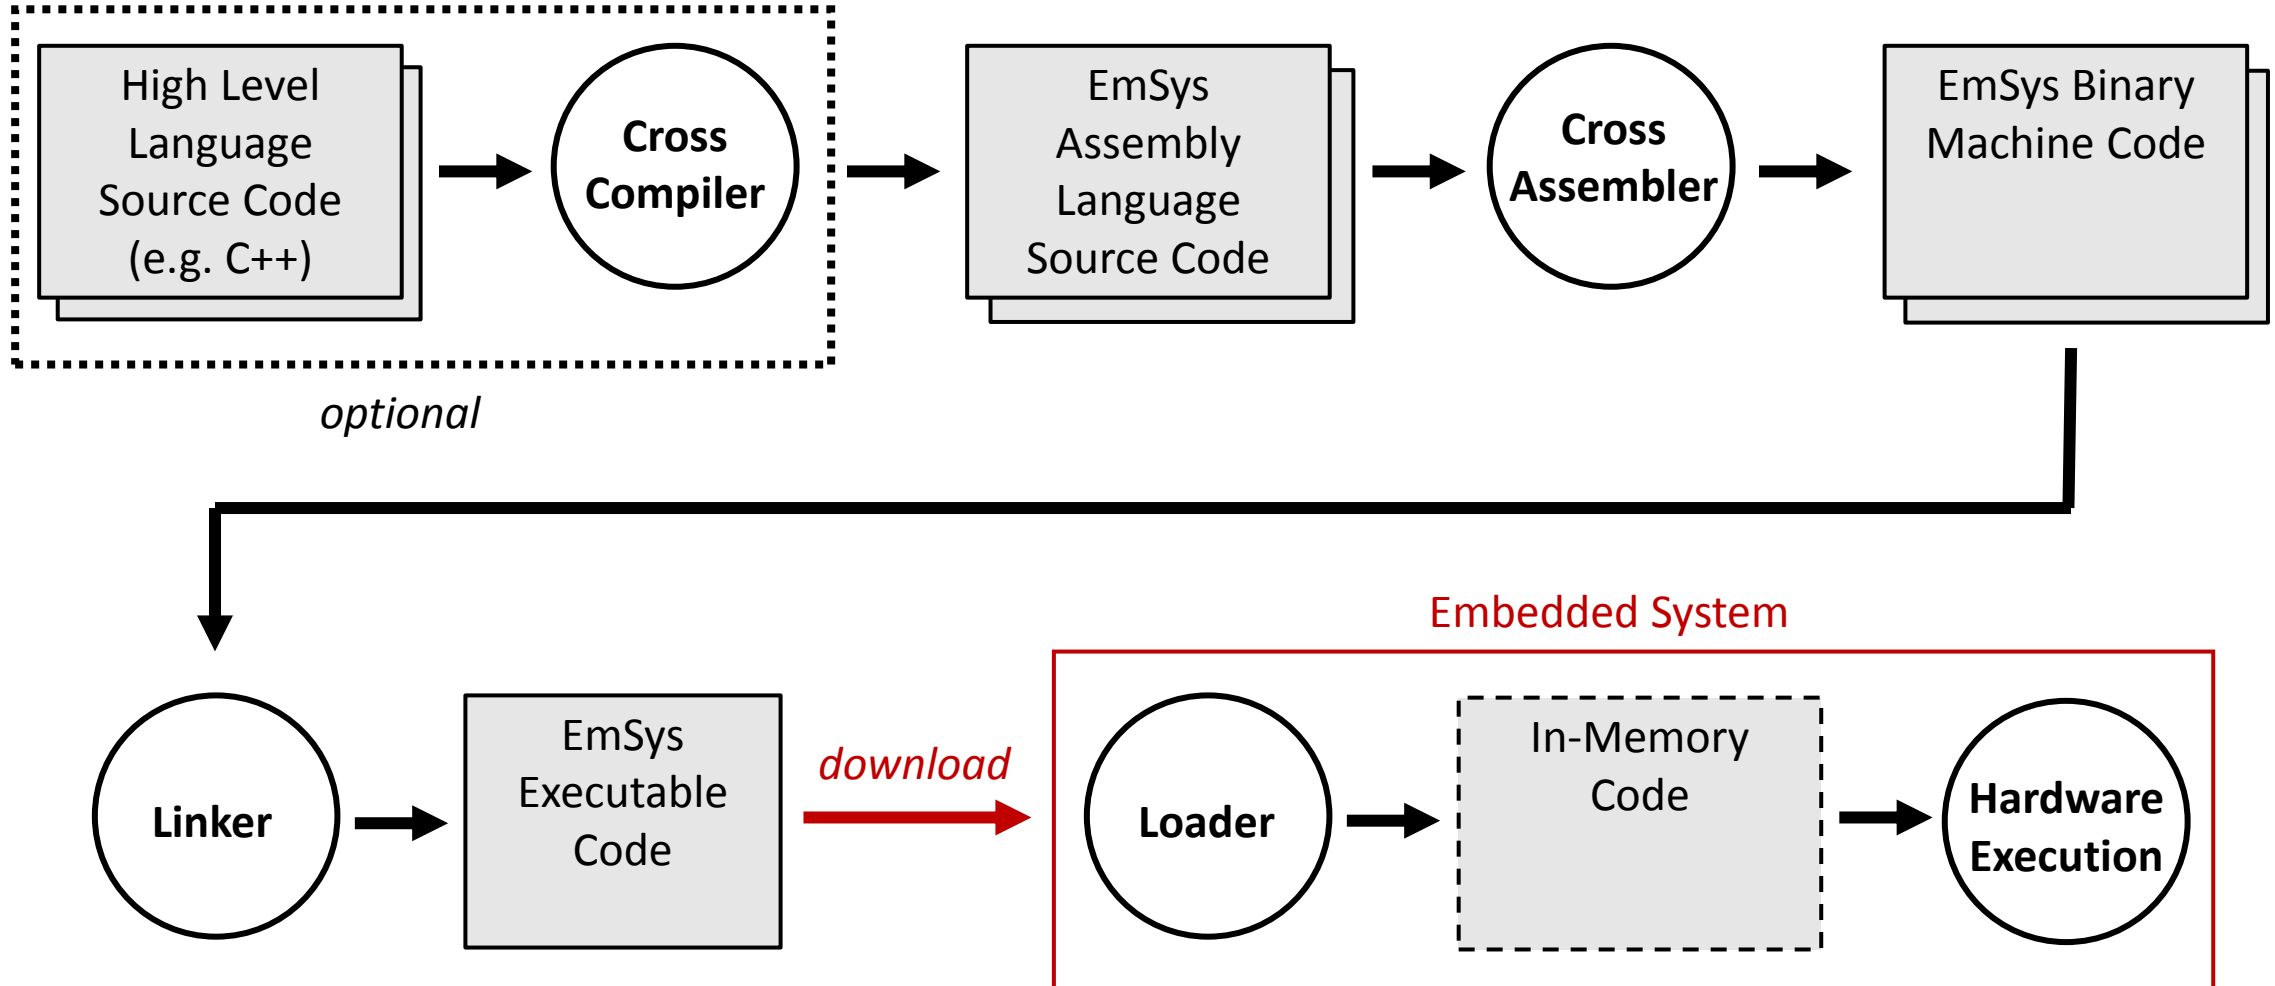 High Level
Language
Source Code
(e.g. C++)
Cross
Compiler
EmSys
Assembly
Language
Source Code
Cross
Assembler
EmSys Binary
Machine Code
optional
Embedded System
Linker
EmSys
Executable
Code
download
Loader
In-Memory
Code
Hardware
Execution